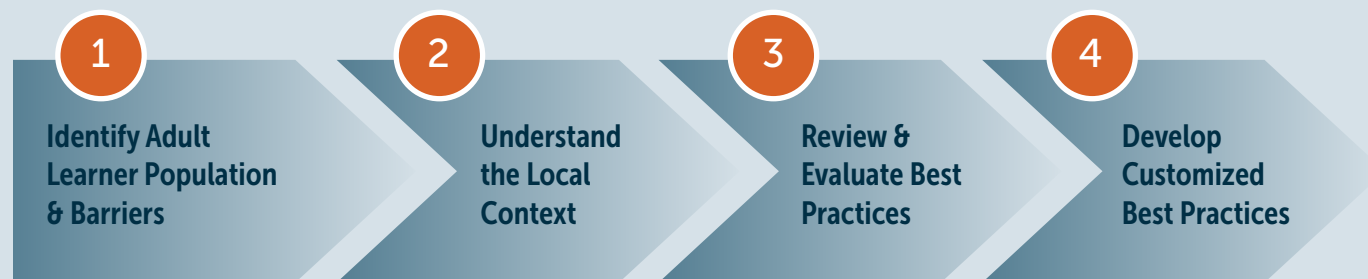 1
Identify Adult
Learner Population
& Barriers
2
Understand
the Local
Context
3
Review &
Evaluate Best
Practices
4
Develop
Customized
Best Practices